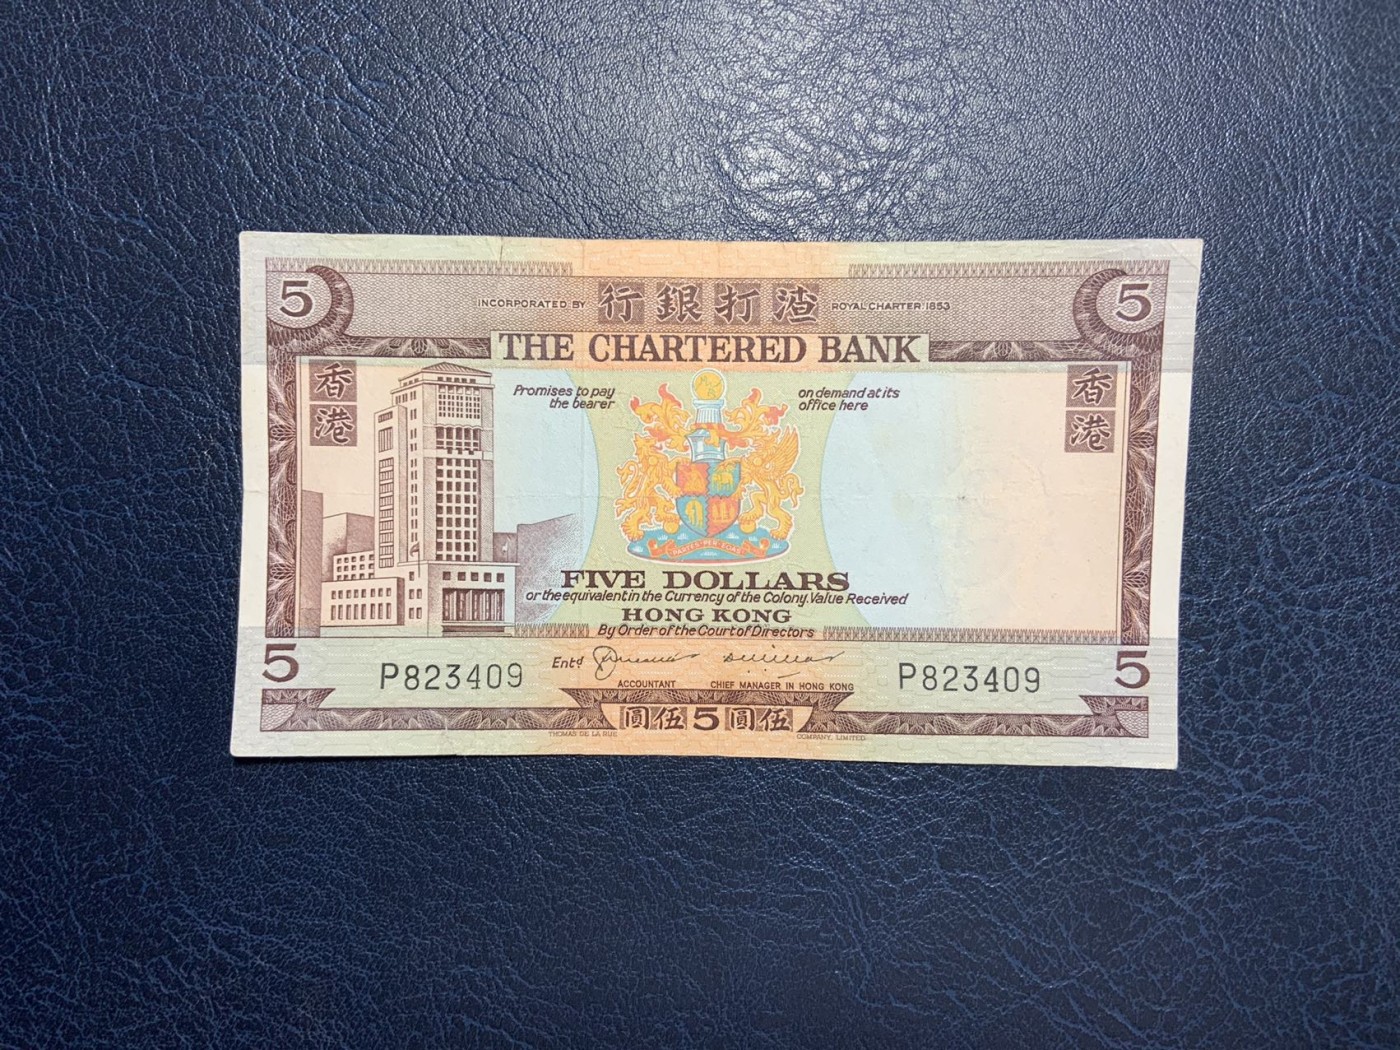 5 INCORPORATED BY 行銀打渣 ROYAL CHARTER 1853 5
THE CHARTERED BANK
香港
香港
Promises to pay the bearer
on demand at its office here
PARTES PER EOAS
FIVE DOLLARS
or the equivalent in the Currency of the Colony. Value Received
HONG KONG
By Order of the Court of Directors
5 5
P823409 Entd P823409
ACCOUNTANT CHIEF MANAGER IN HONG KONG
圓伍5圓伍
THOMAS DE LA RUE COMPANY, LIMITED